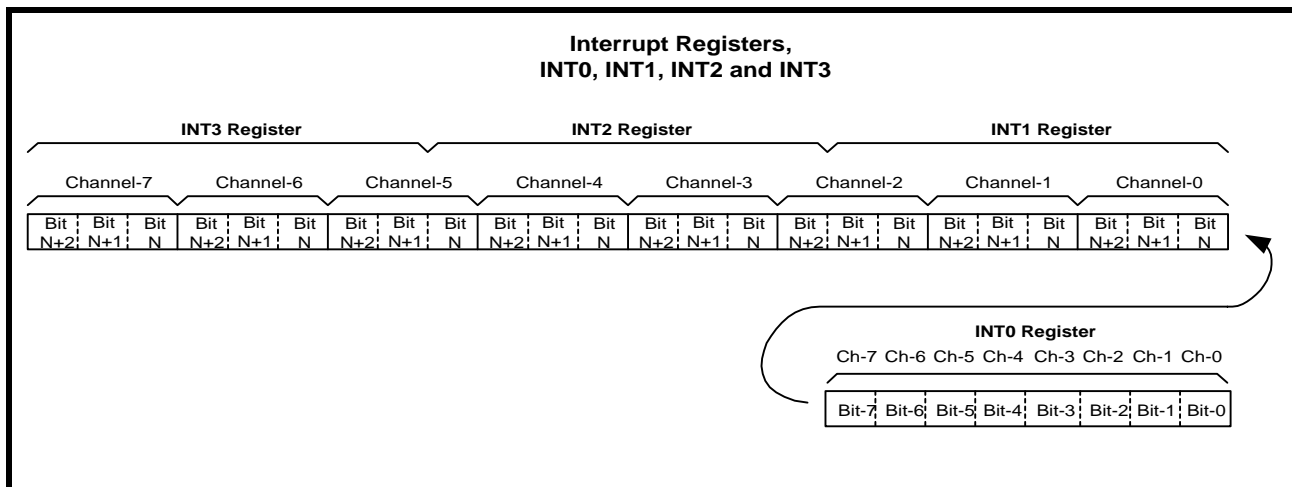 Interrupt Registers,
INT0, INT1, INT2 and INT3
INT3 Register INT2 Register INT1 Register
Channel-7 Channel-6 Channel-5 Channel-4 Channel-3 Channel-2 Channel-1 Channel-0
Bit Bit Bit Bit Bit Bit Bit Bit Bit Bit Bit Bit Bit Bit Bit Bit Bit Bit Bit Bit Bit Bit Bit Bit
N+2 N+1 N N+2 N+1 N N+2 N+1 N N+2 N+1 N N+2 N+1 N N+2 N+1 N N+2 N+1 N N+2 N+1 N
INT0 Register
Ch-7 Ch-6 Ch-5 Ch-4 Ch-3 Ch-2 Ch-1 Ch-0
Bit-7 Bit-6 Bit-5 Bit-4 Bit-3 Bit-2 Bit-1 Bit-0